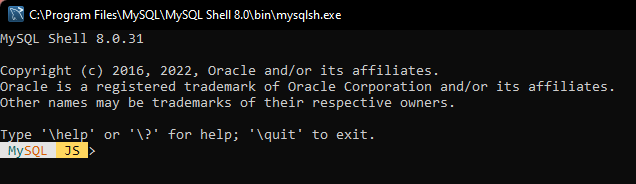 C:\Program Files\MySQL\MySQL Shell 8.0\bin\mysqlsh.exe
MySQL Shell 8.0.31
Copyright (c) 2016, 2022, Oracle and/or its affiliates.
Oracle is a registered trademark of Oracle Corporation and/or its affiliates.
Other names may be trademarks of their respective owners.
Type '\help' or '\?' for help; '\quit' to exit.
MySQL JS >